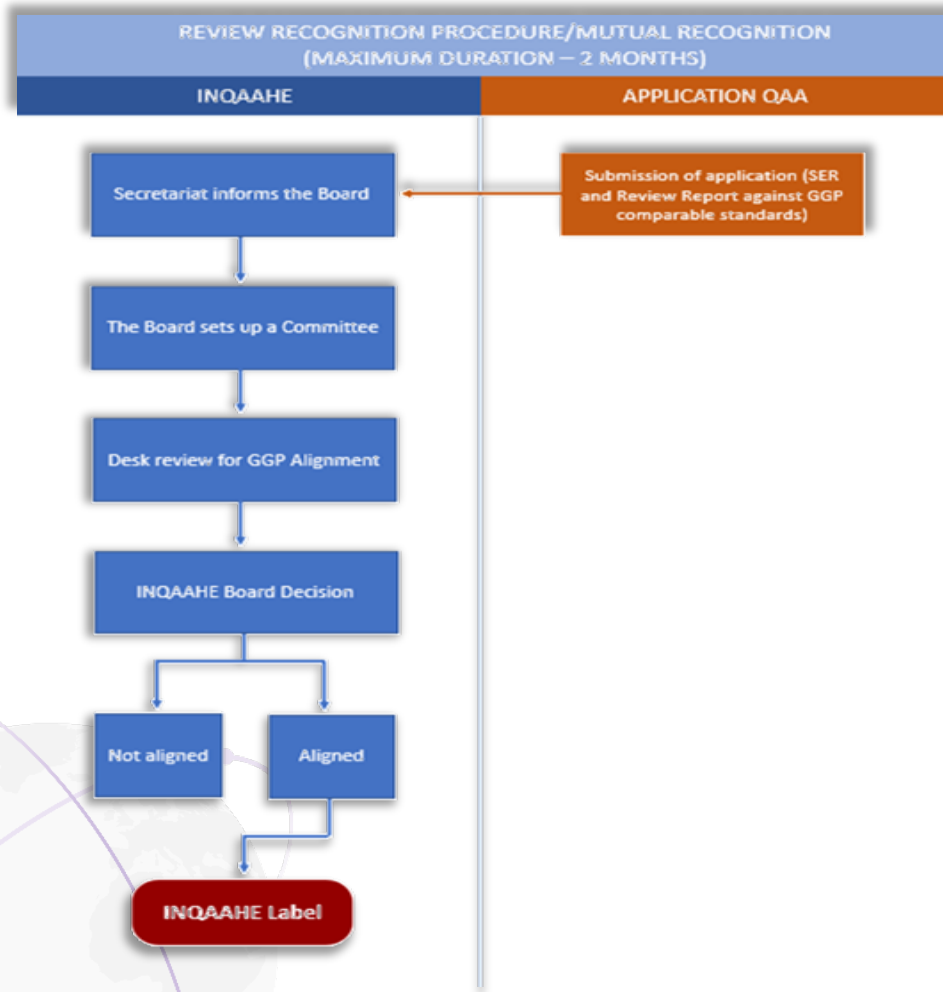 REVIEW RECOGNITION PROCEDURE/MUTUAL RECOGNITION
(MAXIMUM DURATION – 2 MONTHS)
INQAAHE
APPLICATION QAA
Secretariat informs the Board
Submission of application (SER
and Review Report against GGP
comparable standards)
The Board sets up a Committee
Desk review for GGP Alignment
INQAAHE Board Decision
Not aligned
Aligned
INQAAHE Label